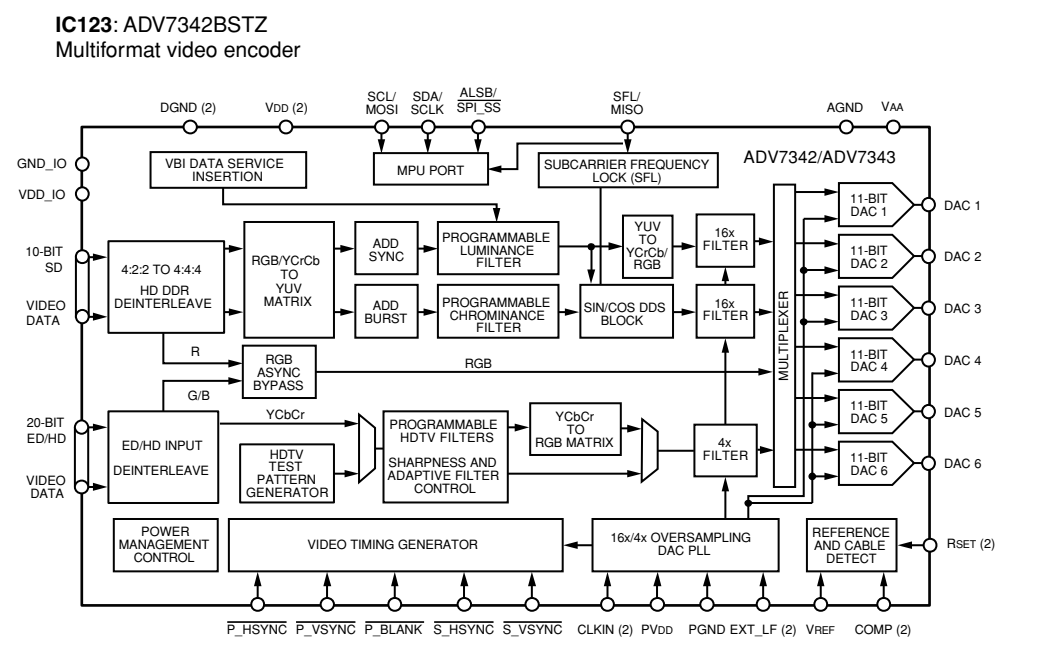 IC123: ADV7342BSTZ
Multiformat video encoder
DGND (2)
VDD (2)
SCL/
MOSI
SDA/
SCLK
ALSB/
SPI_SS
SFL/
MISO
AGND
VAA
GND_IO
VDD_IO
VBI DATA SERVICE
INSERTION
MPU PORT
SUBCARRIER FREQUENCY
LOCK (SFL)
ADV7342/ADV7343
10-BIT
SD
VIDEO
DATA
4:2:2 TO 4:4:4
HD DDR
DEINTERLEAVE
RGB/YCrCb
TO
YUV
MATRIX
ADD
SYNC
PROGRAMMABLE
LUMINANCE
FILTER
YUV
TO
YCrCb/
RGB
16x
FILTER
ADD
BURST
PROGRAMMABLE
CHROMINANCE
FILTER
SIN/COS DDS
BLOCK
16x
FILTER
MULTIPLEXER
11-BIT
DAC 1
DAC 1
11-BIT
DAC 2
DAC 2
11-BIT
DAC 3
DAC 3
11-BIT
DAC 4
DAC 4
11-BIT
DAC 5
DAC 5
11-BIT
DAC 6
DAC 6
R
G/B
RGB
ASYNC
BYPASS
RGB
20-BIT
ED/HD
VIDEO
DATA
ED/HD INPUT
DEINTERLEAVE
YCbCr
HDTV
TEST
PATTERN
GENERATOR
PROGRAMMABLE
HDTV FILTERS
SHARPNESS AND
ADAPTIVE FILTER
CONTROL
YCbCr
TO
RGB MATRIX
4x
FILTER
POWER
MANAGEMENT
CONTROL
VIDEO TIMING GENERATOR
16x/4x OVERSAMPLING
DAC PLL
REFERENCE
AND CABLE
DETECT
RSET (2)
P_HSYNC
P_VSYNC
P_BLANK
S_HSYNC
S_VSYNC
CLKIN (2)
PVDD
PGND
EXT_LF (2)
VREF
COMP (2)